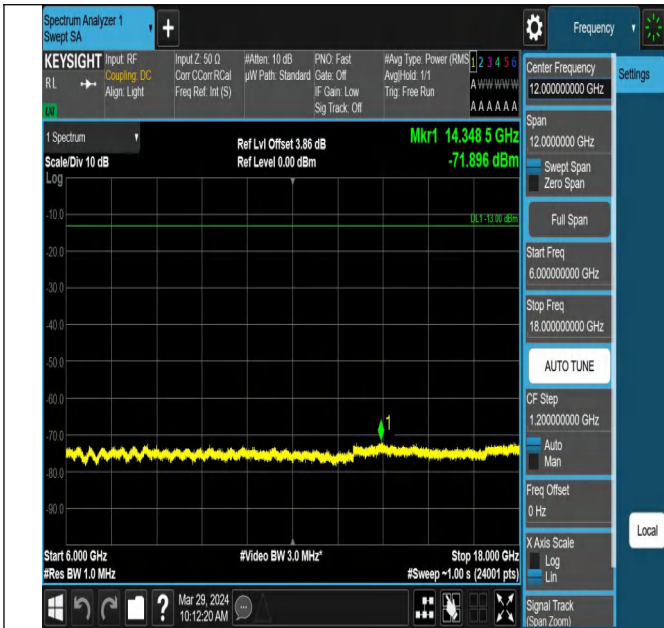 Spectrum Analyzer 1
Swept SA
+
Frequency
KEYSIGHT
RL
LXI
Input: RF
Coupling: DC
Align: Light
Input Z: 50 Ω
Corr CCorr RCal
Freq Ref: Int (S)
#Atten: 10 dB
µW Path: Standard
PNO: Fast
Gate: Off
IF Gain: Low
Sig Track: Off
#Avg Type: Power (RMS
Avg|Hold: 1/1
Trig: Free Run
1 2 3 4 5 6
A W W W W W
A A A A A A
1 Spectrum
Scale/Div 10 dB
Log
Ref Lvl Offset 3.86 dB
Ref Level 0.00 dBm
Mkr1 14.348 5 GHz
-71.896 dBm
DL1 -13.00 dBm
-10.0
-20.0
-30.0
-40.0
-50.0
-60.0
-70.0
-80.0
-90.0
1
Start 6.000 GHz
#Res BW 1.0 MHz
#Video BW 3.0 MHz*
Stop 18.000 GHz
#Sweep ~1.00 s (24001 pts)
?
Mar 29, 2024
10:12:20 AM
Center Frequency
12.000000000 GHz
Settings
Span
12.0000000 GHz
Swept Span
Zero Span
Full Span
Start Freq
6.000000000 GHz
Stop Freq
18.000000000 GHz
AUTO TUNE
CF Step
1.200000000 GHz
Auto
Man
Freq Offset
0 Hz
Local
X Axis Scale
Log
Lin
Signal Track
(Span Zoom)